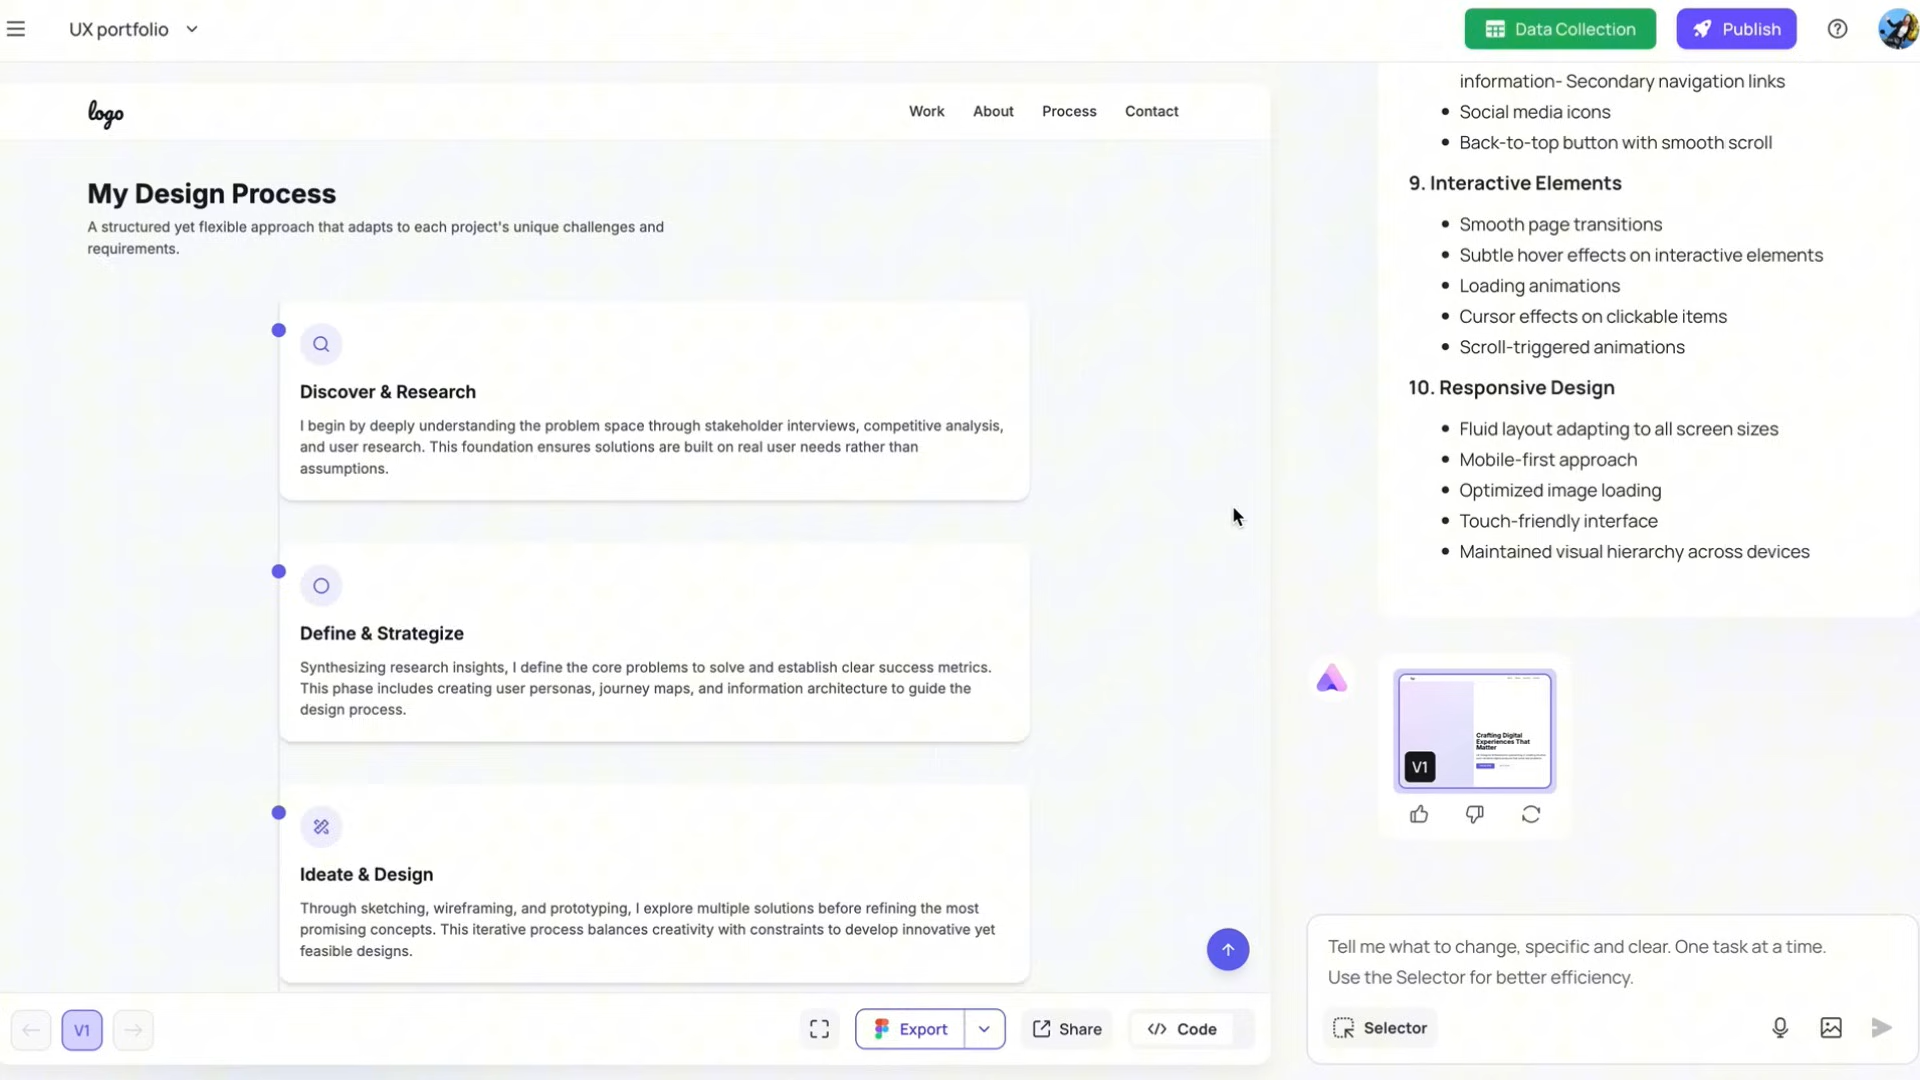 UX portfolio
Data Collection
Publish
logo
Work
About
Process
Contact
My Design Process
A structured yet flexible approach that adapts to each project's unique challenges and
requirements.
Discover & Research
I begin by deeply understanding the problem space through stakeholder interviews, competitive analysis,
and user research. This foundation ensures solutions are built on real user needs rather than
assumptions.
Define & Strategize
Synthesizing research insights, I define the core problems to solve and establish clear success metrics.
This phase includes creating user personas, journey maps, and information architecture to guide the
design process.
Ideate & Design
Through sketching, wireframing, and prototyping, I explore multiple solutions before refining the most
promising concepts. This iterative process balances creativity with constraints to develop innovative yet
feasible designs.
V1
Export
Share
</> Code
information- Secondary navigation links
• Social media icons
• Back-to-top button with smooth scroll
9. Interactive Elements
• Smooth page transitions
• Subtle hover effects on interactive elements
• Loading animations
• Cursor effects on clickable items
• Scroll-triggered animations
10. Responsive Design
• Fluid layout adapting to all screen sizes
• Mobile-first approach
• Optimized image loading
• Touch-friendly interface
• Maintained visual hierarchy across devices
Crafting Digital
Experiences That
Matter
V1
Tell me what to change, specific and clear. One task at a time.
Use the Selector for better efficiency.
Selector